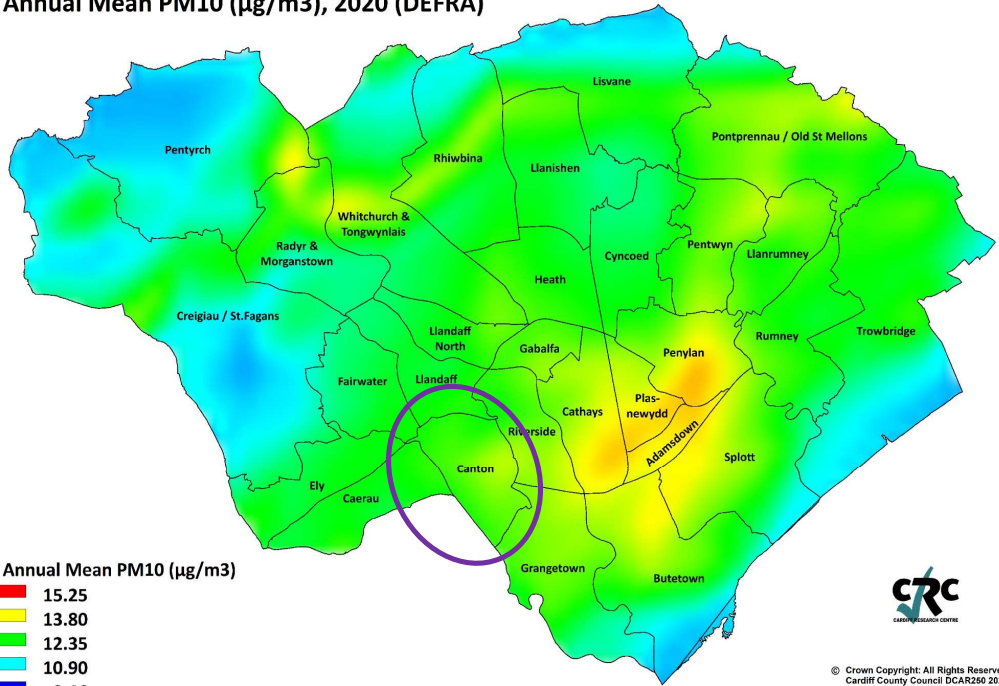 Annual Mean PM10 (µg/m3), 2020 (DEFRA)
Lisvane
Pontprennau / Old St Mellons
Pentyrch
Rhiwbina
Llanishen
Whitchurch &
Tongwynlais
Radyr &
Morganstown
Cyncoed
Pentwyn
Llanrumney
Heath
Creigiau / St.Fagans
Llandaff
North
Gabalfa
Penylan
Rumney
Trowbridge
Fairwater
Llandaff
Cathays
Plas-
newydd
Riverside
Adamsdown
Splott
Canton
Ely
Caerau
Grangetown
Butetown
Annual Mean PM10 (µg/m3)
15.25
13.80
12.35
10.90
CRC
CARDIFF RESEARCH CENTRE
© Crown Copyright: All Rights Reserve
Cardiff County Council DCAR250 20